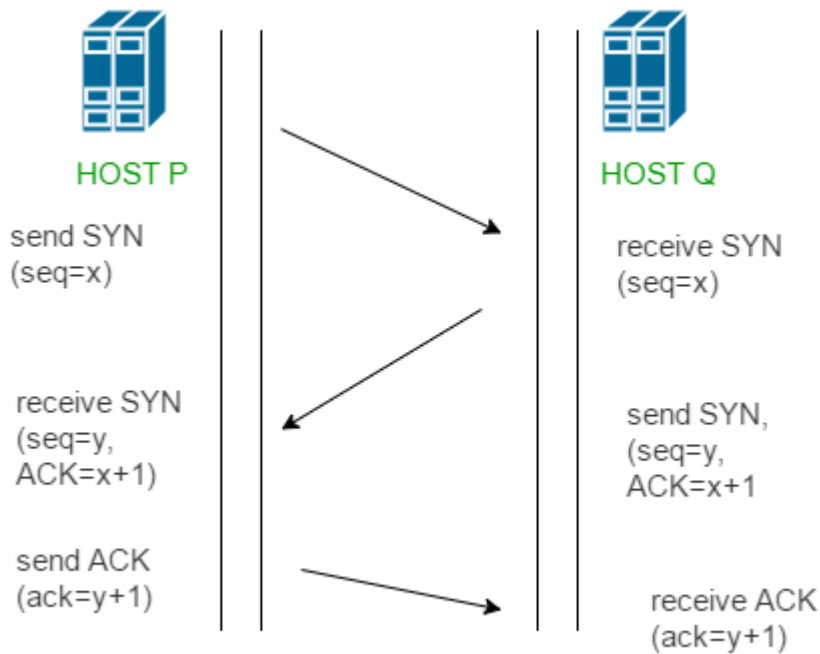 HOST P
HOST Q
send SYN
(seq=x)
receive SYN
(seq=x)
receive SYN
(seq=y,
ACK=x+1)
send SYN,
(seq=y,
ACK=x+1
send ACK
(ack=y+1)
receive ACK
(ack=y+1)